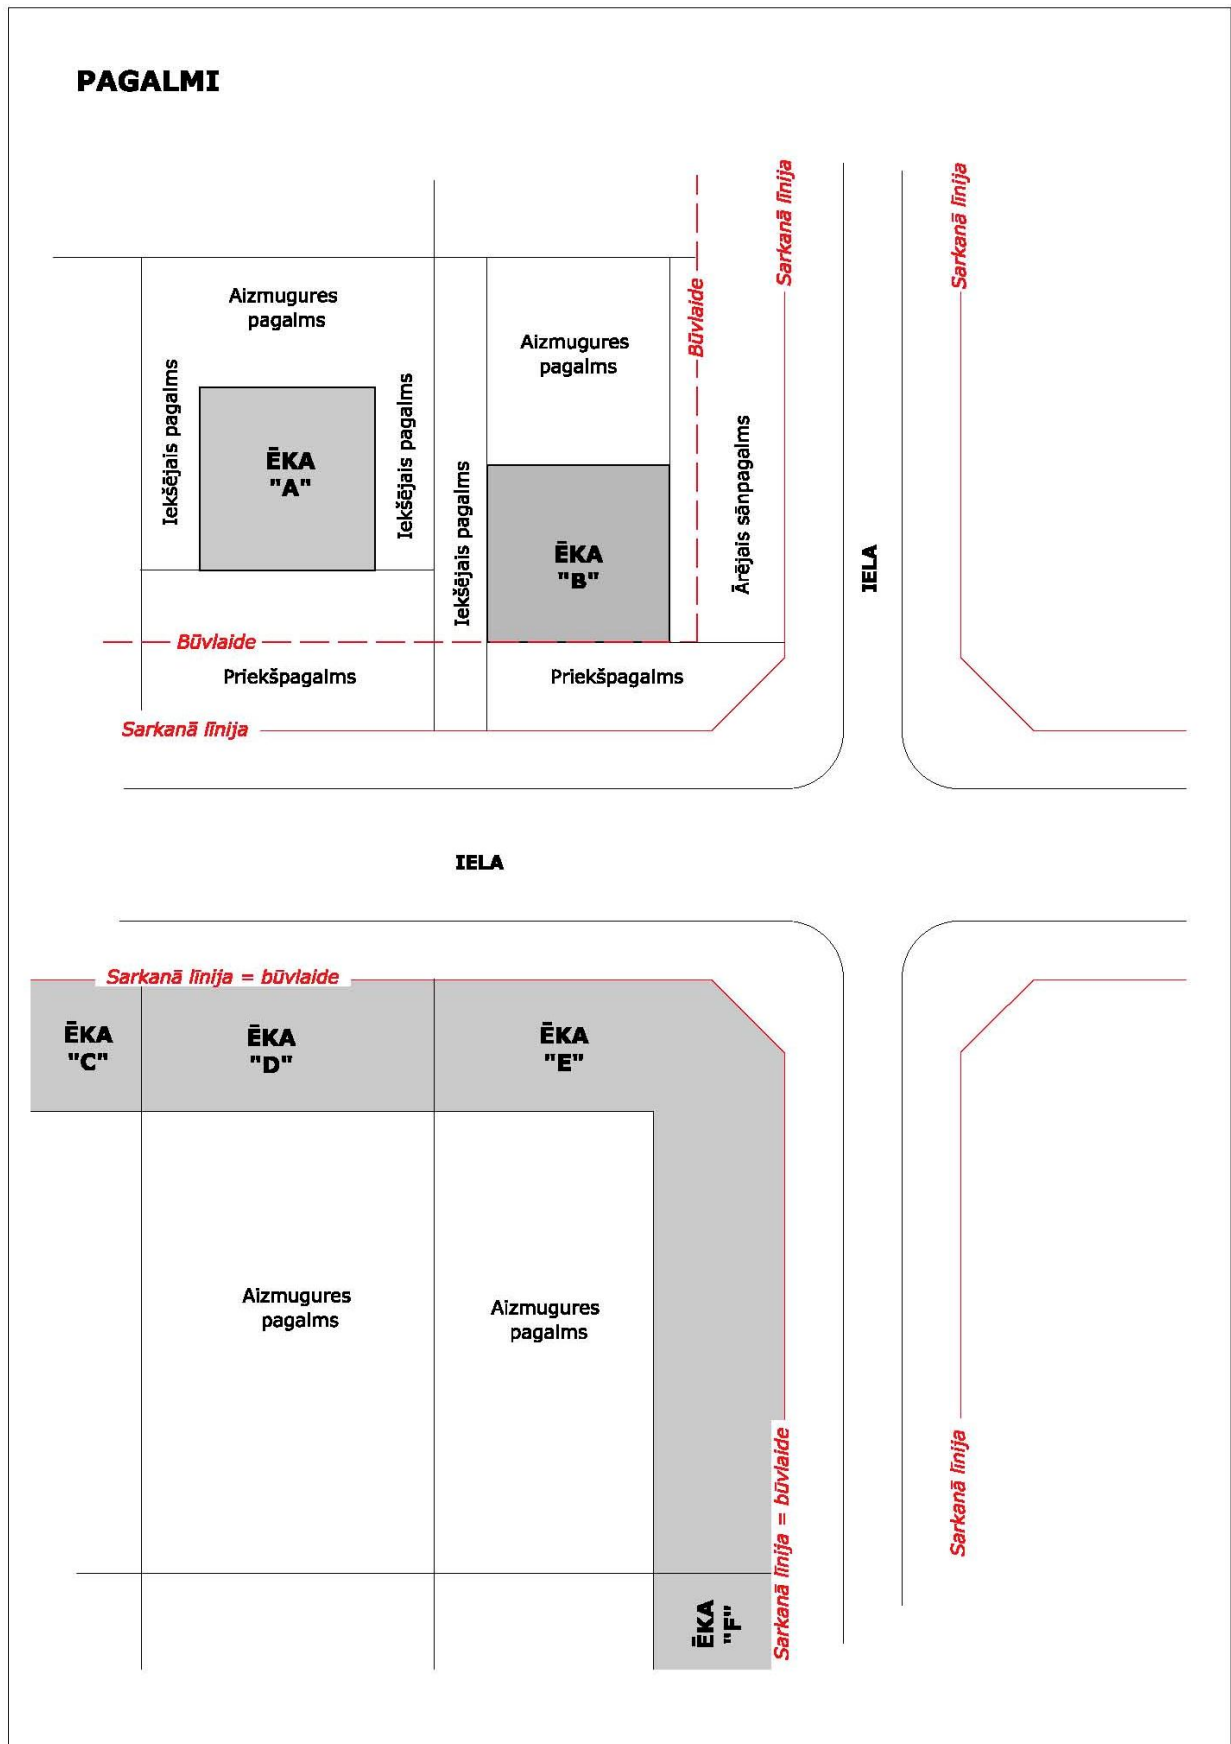 PAGALMI
Sarkanā līnija
Sarkanā līnija
Aizmugures
pagalms
Būvlaide
Aizmugures
pagalms
Iekšējais pagalms
Iekšējais pagalms
ĒKA
"A"
Iekšējais pagalms
Ārējais sānpagalms
ĒKA
"B"
IELA
Būvlaide
Priekšpagalms
Priekšpagalms
Sarkanā līnija
IELA
Sarkanā līnija = būvlaide
ĒKA
"C"
ĒKA
"D"
ĒKA
"E"
Aizmugures
pagalms
Aizmugures
pagalms
Sarkanā līnija = būvlaide
Sarkanā līnija
ĒKA
"F"